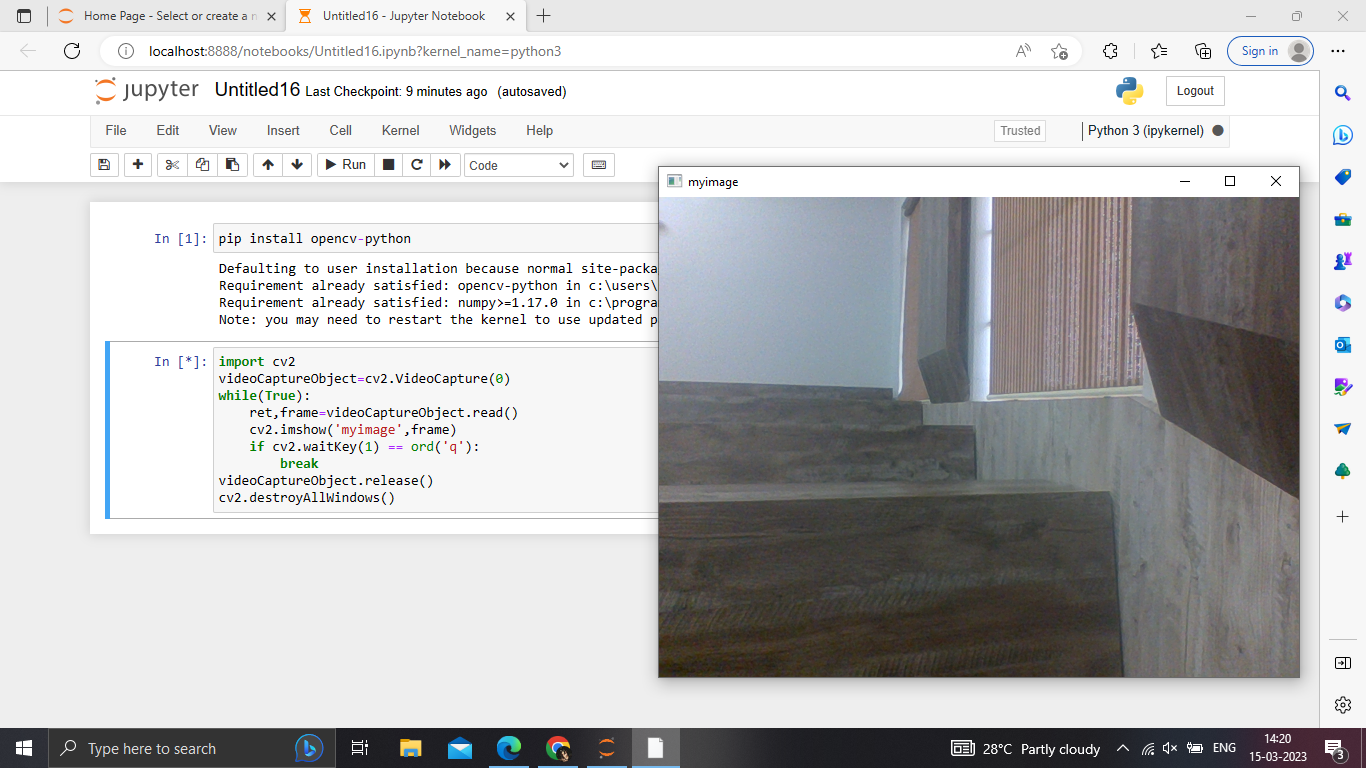 Home Page - Select or create a n
Untitled16 - Jupyter Notebook
localhost:8888/notebooks/Untitled16.ipynb?kernel_name=python3
Sign in
jupyter Untitled16 Last Checkpoint: 9 minutes ago (autosaved)
Logout
File Edit View Insert Cell Kernel Widgets Help
Trusted
Python 3 (ipykernel)
Run
Code
myimage
In [1]: pip install opencv-python
Defaulting to user installation because normal site-packa
Requirement already satisfied: opencv-python in c:\users\
Requirement already satisfied: numpy>=1.17.0 in c:\progra
Note: you may need to restart the kernel to use updated p
In [*]: import cv2
videoCaptureObject=cv2.VideoCapture(0)
while(True):
    ret,frame=videoCaptureObject.read()
    cv2.imshow('myimage',frame)
    if cv2.waitKey(1) == ord('q'):
        break
videoCaptureObject.release()
cv2.destroyAllWindows()
Type here to search
28°C Partly cloudy
ENG
14:20
15-03-2023
3